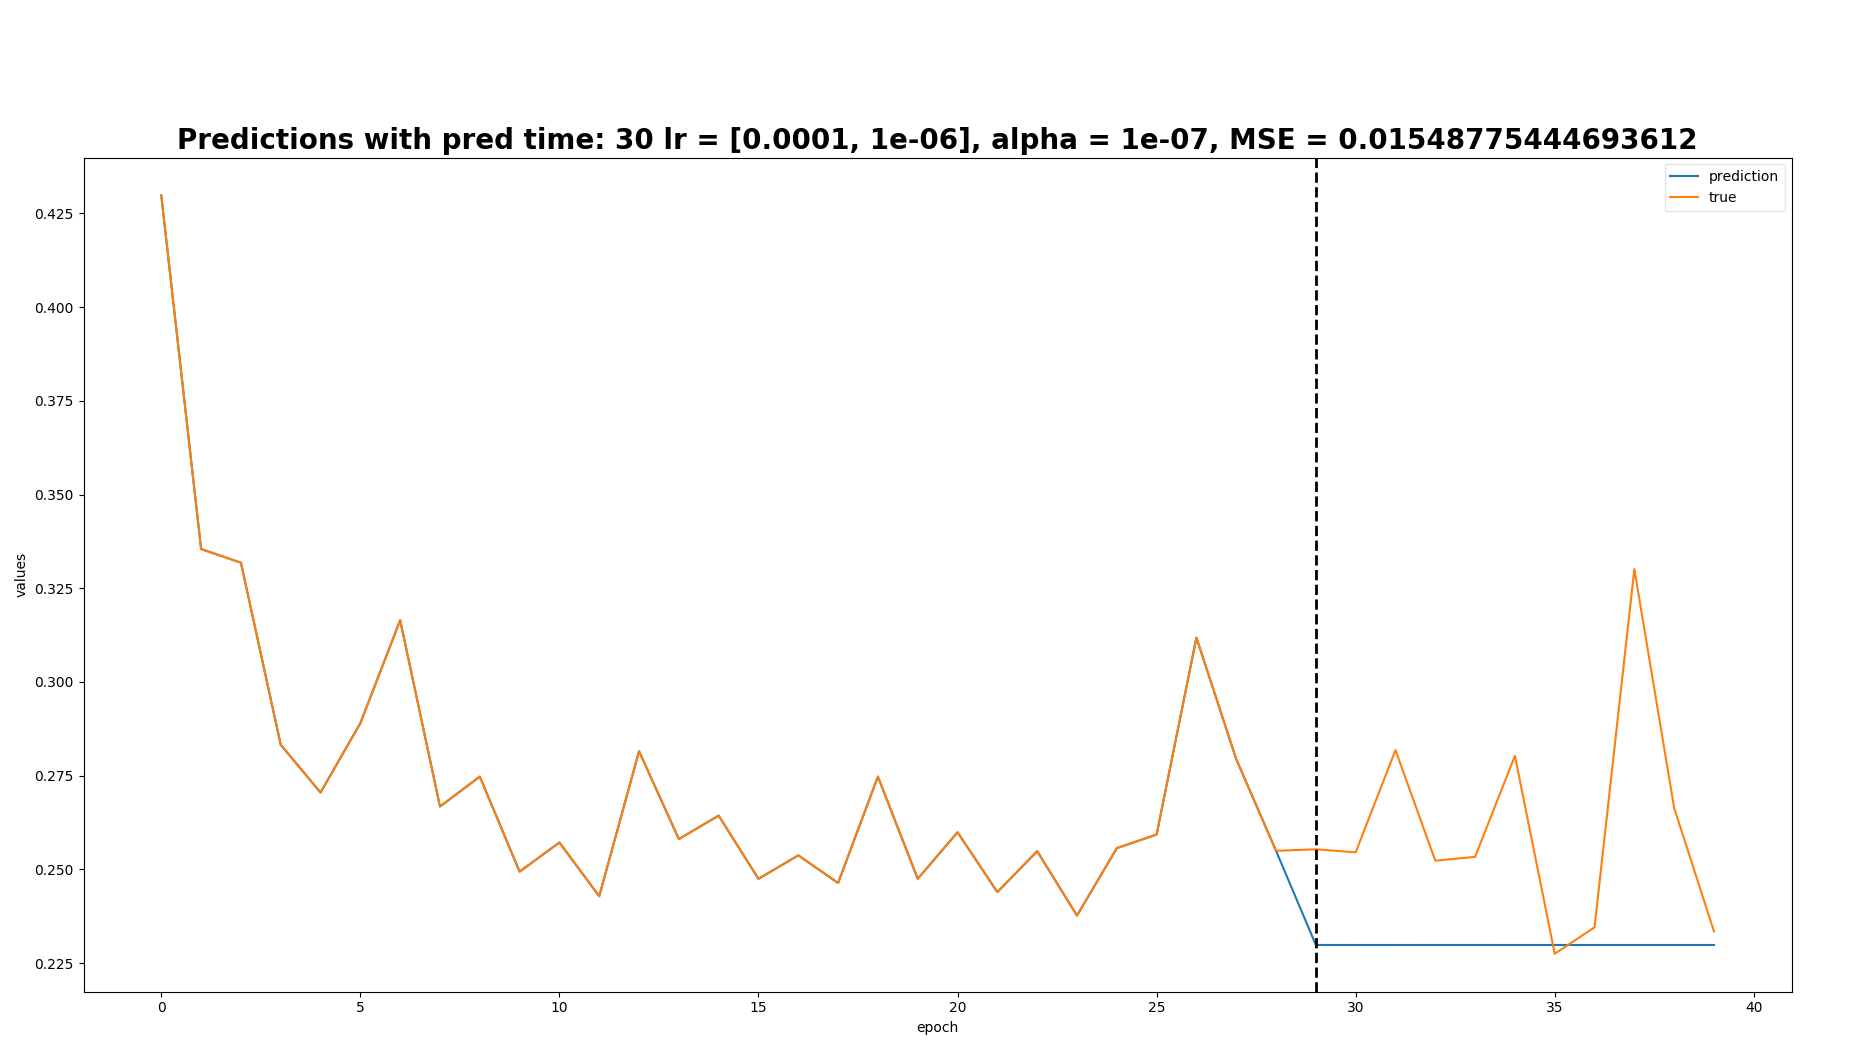 Predictions with pred time: 30 lr = [0.0001, 1e-06], alpha = 1e-07, MSE = 0.01548775444693612
prediction
true
0.425
0.400
0.375
0.350
0.325
0.300
0.275
0.250
0.225
values
0 5 10 15 20 25 30 35 40
epoch